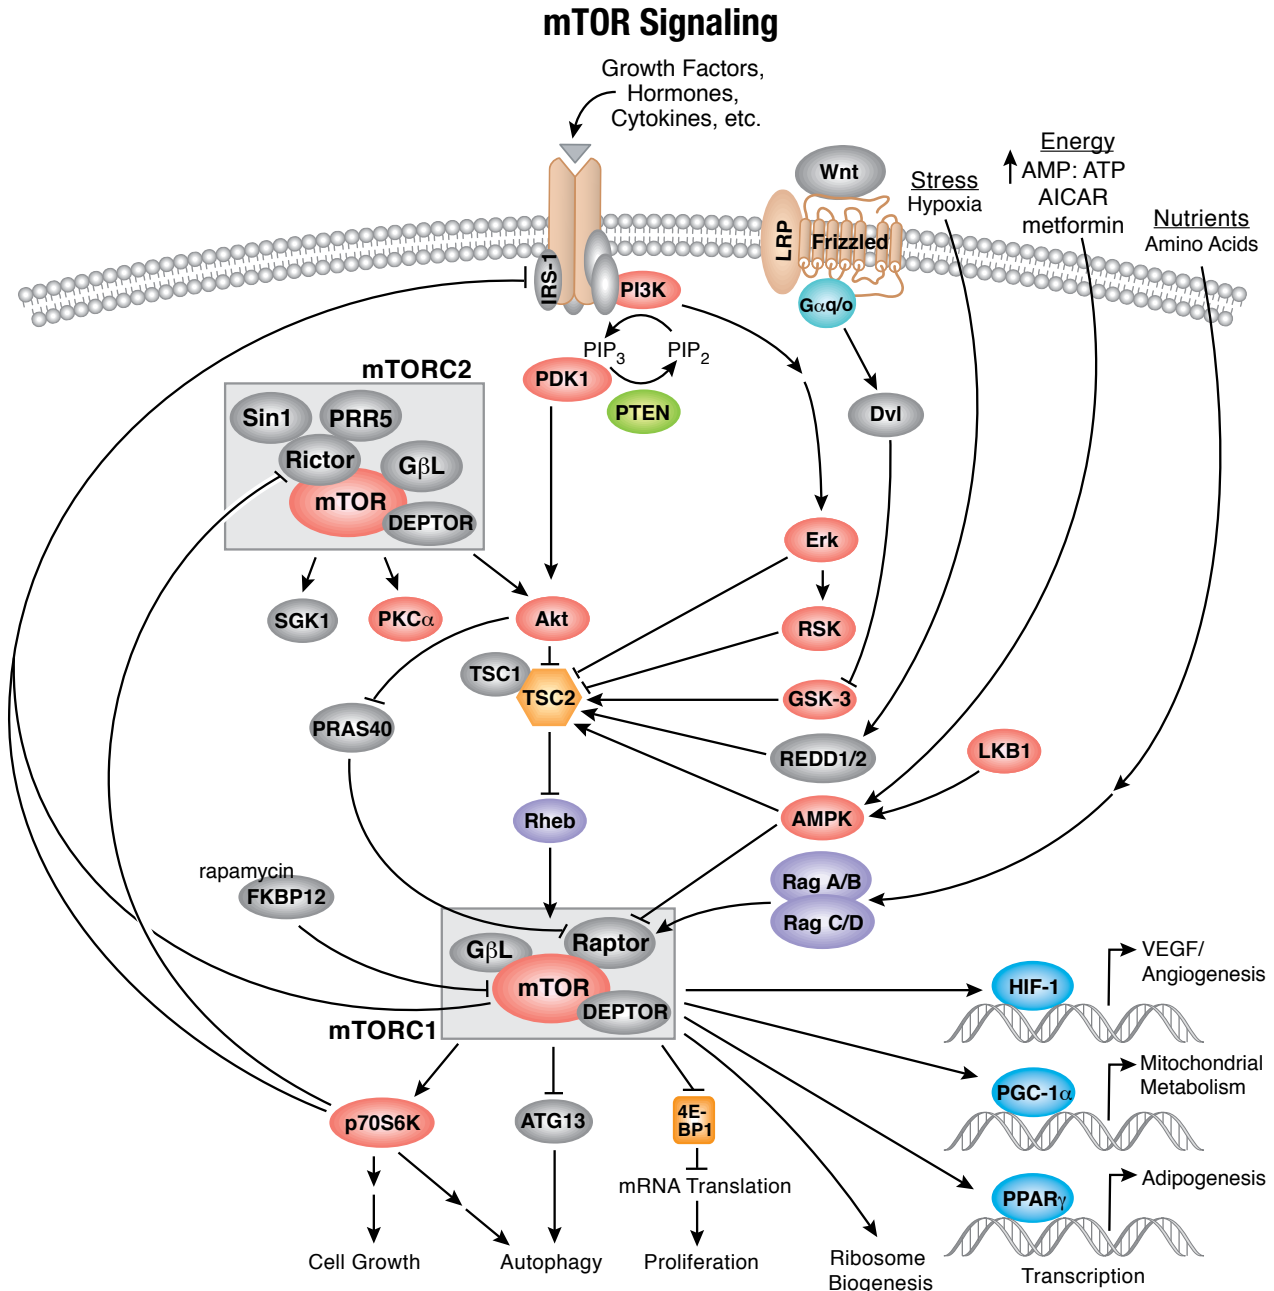 mTOR Signaling
Growth Factors,
Hormones,
Cytokines, etc.
Energy
AMP: ATP
AICAR
metformin
Wnt
Stress
Hypoxia
Nutrients
Amino Acids
LRP
Frizzled
IRS-1
PI3K
Gαq/o
PIP3
PIP2
mTORC2
PDK1
PTEN
Dvl
Sin1
PRR5
Rictor
GβL
mTOR
DEPTOR
Erk
SGK1
PKCα
Akt
RSK
TSC1
TSC2
GSK-3
PRAS40
REDD1/2
LKB1
Rheb
AMPK
rapamycin
FKBP12
Rag A/B
Rag C/D
GβL
Raptor
mTOR
DEPTOR
mTORC1
HIF-1
VEGF/
Angiogenesis
PGC-1α
Mitochondrial
Metabolism
p70S6K
ATG13
4E-
BP1
mRNA Translation
PPARγ
Adipogenesis
Cell Growth
Autophagy
Proliferation
Ribosome
Biogenesis
Transcription